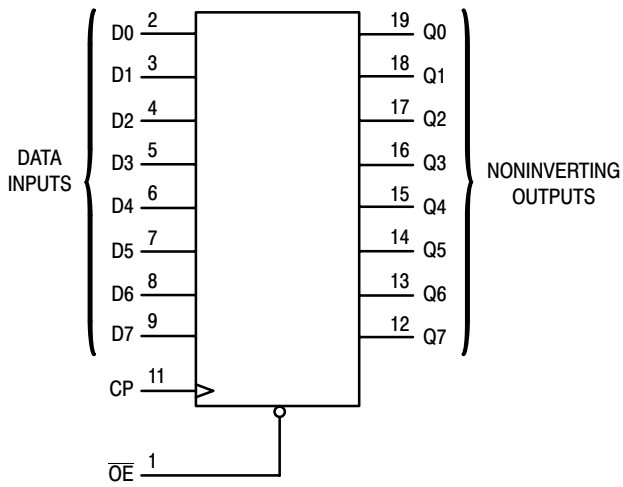 D0 2
D1 3
D2 4
D3 5
D4 6
D5 7
D6 8
D7 9
DATA
INPUTS
CP 11
O̅E̅ 1
19 Q0
18 Q1
17 Q2
16 Q3
15 Q4
14 Q5
13 Q6
12 Q7
NONINVERTING
OUTPUTS